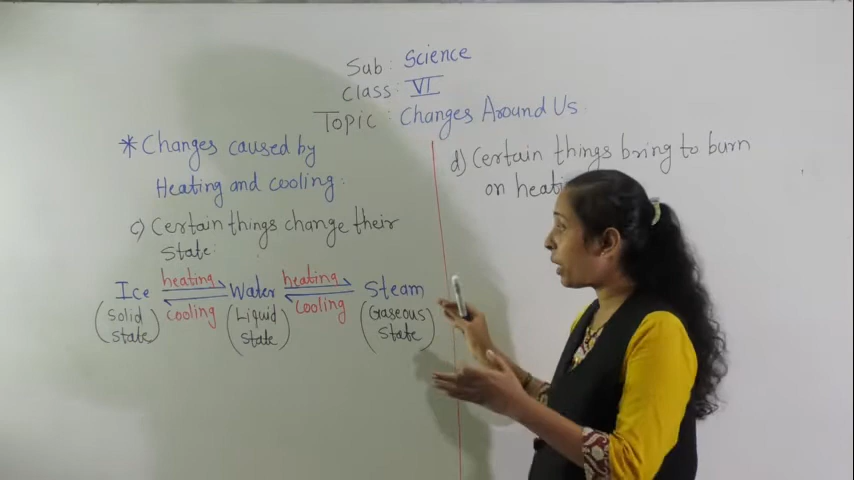 Sub: Science
Class: VI
Topic: Changes Around Us.
* Changes caused by
Heating and cooling:
c) Certain things change their
State:
Ice heating Water heating Steam
cooling cooling
(Solid State) (Liquid State) (Gaseous State)
d) Certain things bring to burn
on